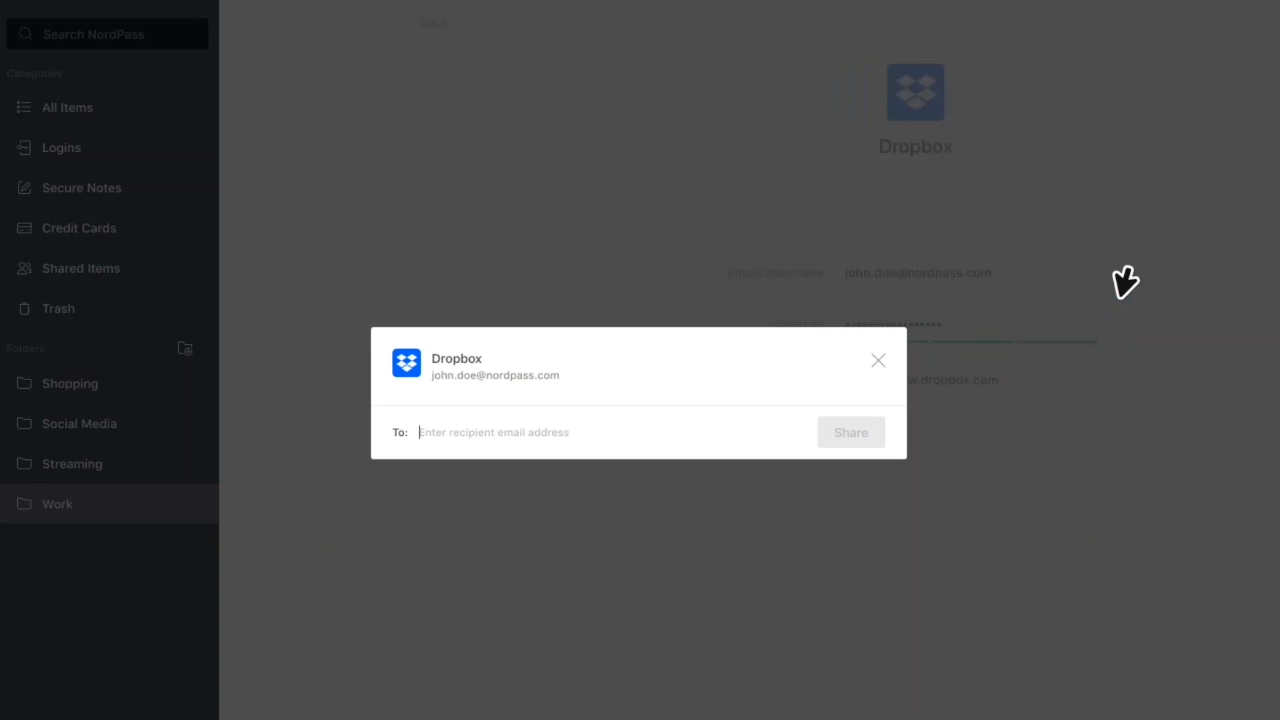 Search NordPass
Back
Categories
All Items
Logins
Secure Notes
Credit Cards
Shared Items
Trash
Folders
Shopping
Social Media
Streaming
Work
Dropbox
Email/Username
john.doe@nordpass.com
w.dropbox.com
Dropbox
john.doe@nordpass.com
To:
Enter recipient email address
Share